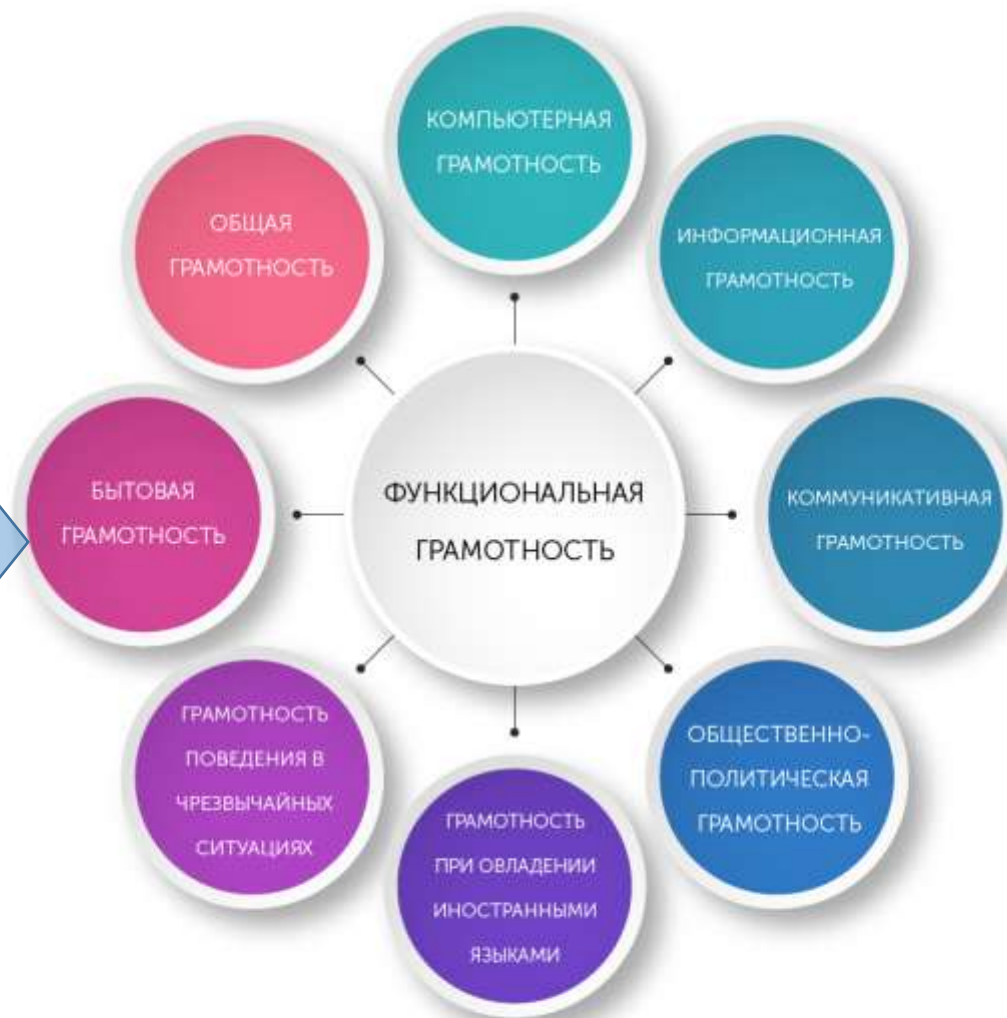 КОМПЬЮТЕРНАЯ
ГРАМОТНОСТЬ
ОБЩАЯ
ГРАМОТНОСТЬ
ИНФОРМАЦИОННАЯ
ГРАМОТНОСТЬ
БЫТОВАЯ
ГРАМОТНОСТЬ
ФУНКЦИОНАЛЬНАЯ
ГРАМОТНОСТЬ
КОММУНИКАТИВНАЯ
ГРАМОТНОСТЬ
ГРАМОТНОСТЬ
ПОВЕДЕНИЯ В
ЧРЕЗВЫЧАЙНЫХ
СИТУАЦИЯХ
ГРАМОТНОСТЬ
ПРИ ОВЛАДЕНИИ
ИНОСТРАННЫМИ
ЯЗЫКАМИ
ОБЩЕСТВЕННО-
ПОЛИТИЧЕСКАЯ
ГРАМОТНОСТЬ